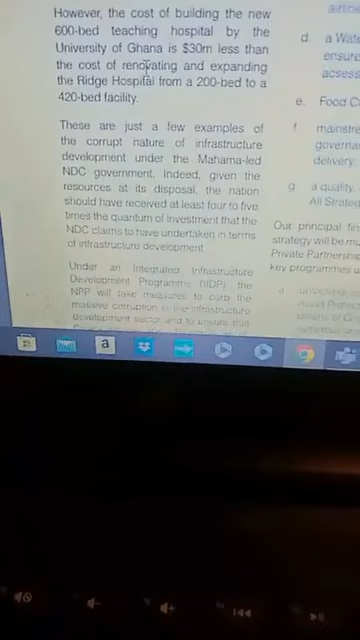 However, the cost of building the new
600-bed teaching hospital by the
University of Ghana is $30m less than
the cost of renovating and expanding
the Ridge Hospital from a 200-bed to a
420-bed facility.
These are just a few examples of
the corrupt nature of infrastructure
development under the Mahama-led
NDC government. Indeed, given the
resources at its disposal, the nation
should have received at least four to five
times the quantum of investment that the
NDC claims to have undertaken in terms
of infrastructure development.
Under an Integrated Infrastructure
Development Programme (IIDP), the
NPP will take measures to curb the
massive corruption in the infrastructure
development sector and to ensure that
d. a Wate
ensure
e. Food C
f. mainstre
governan
delivery;
g. a quality
All Strateg
Our principal fin
strategy will be mu
Private Partnership
key programmes u
a